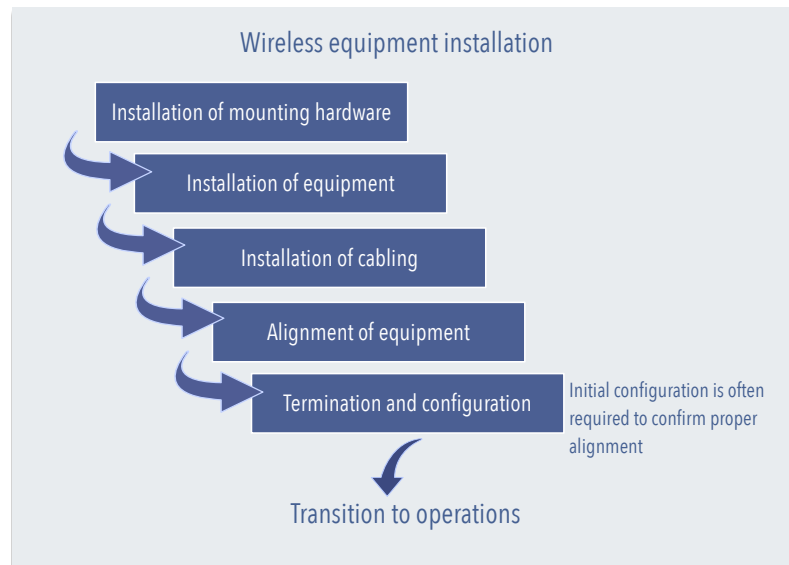 Wireless equipment installation
Installation of mounting hardware
Installation of equipment
Installation of cabling
Alignment of equipment
Termination and configuration
Initial configuration is often
required to confirm proper
alignment
Transition to operations